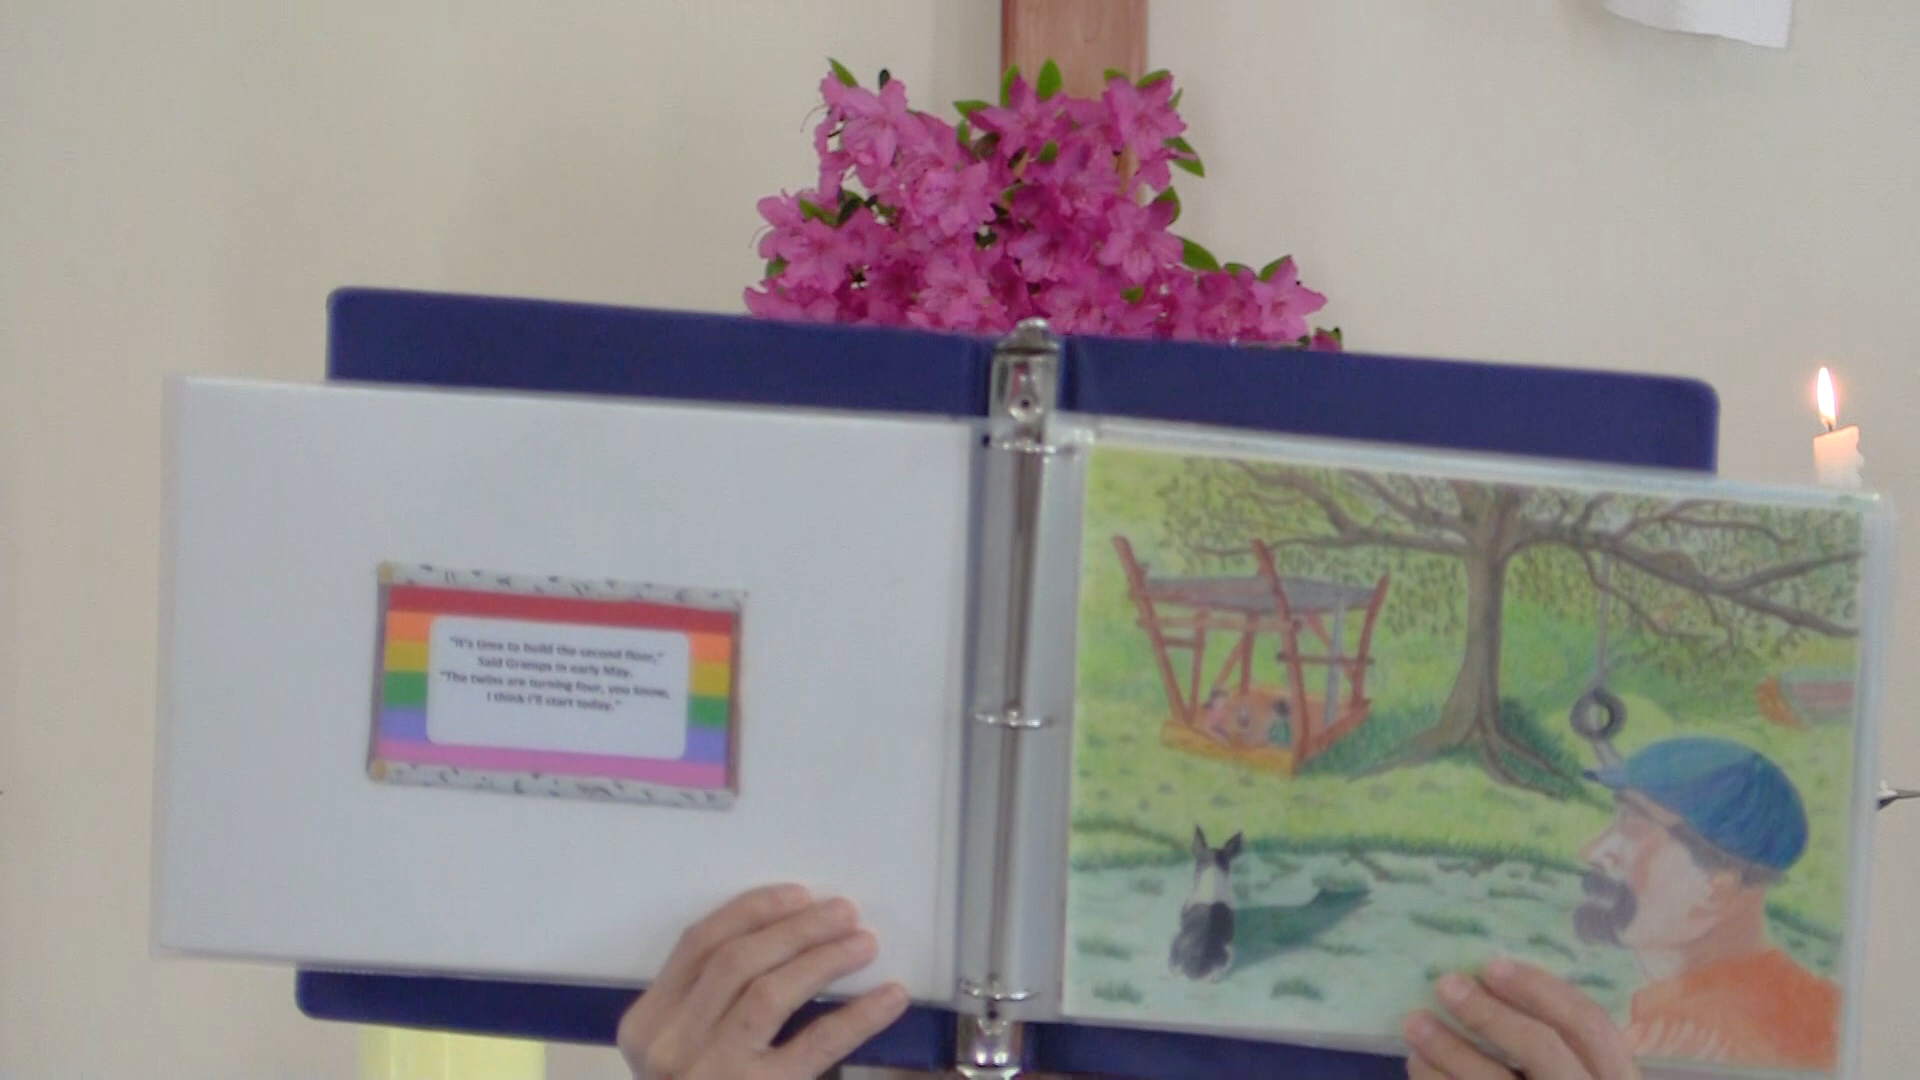 "It's time to build the second floor,"
Said Gramps in early May.
"The twins are turning four, you know,
I think I'll start today."